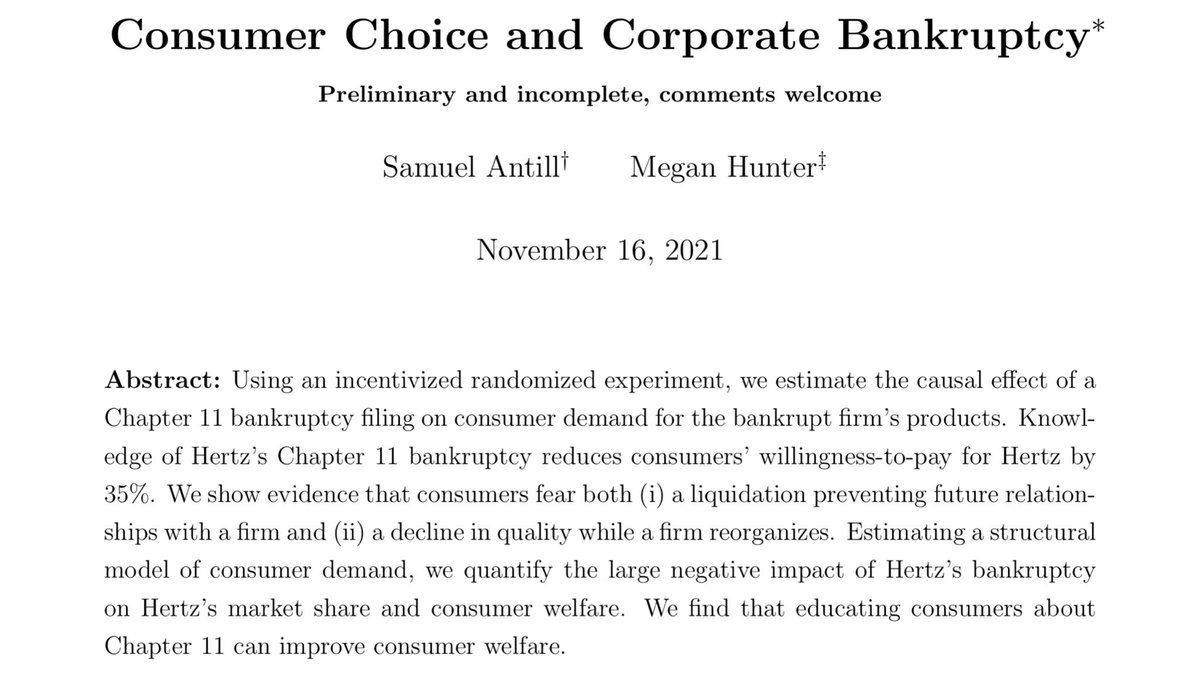 Consumer Choice and Corporate Bankruptcy*
Preliminary and incomplete, comments welcome
Samuel Antill† Megan Hunter‡
November 16, 2021
Abstract: Using an incentivized randomized experiment, we estimate the causal effect of a
Chapter 11 bankruptcy filing on consumer demand for the bankrupt firm's products. Knowl-
edge of Hertz's Chapter 11 bankruptcy reduces consumers' willingness-to-pay for Hertz by
35%. We show evidence that consumers fear both (i) a liquidation preventing future relation-
ships with a firm and (ii) a decline in quality while a firm reorganizes. Estimating a structural
model of consumer demand, we quantify the large negative impact of Hertz's bankruptcy
on Hertz's market share and consumer welfare. We find that educating consumers about
Chapter 11 can improve consumer welfare.